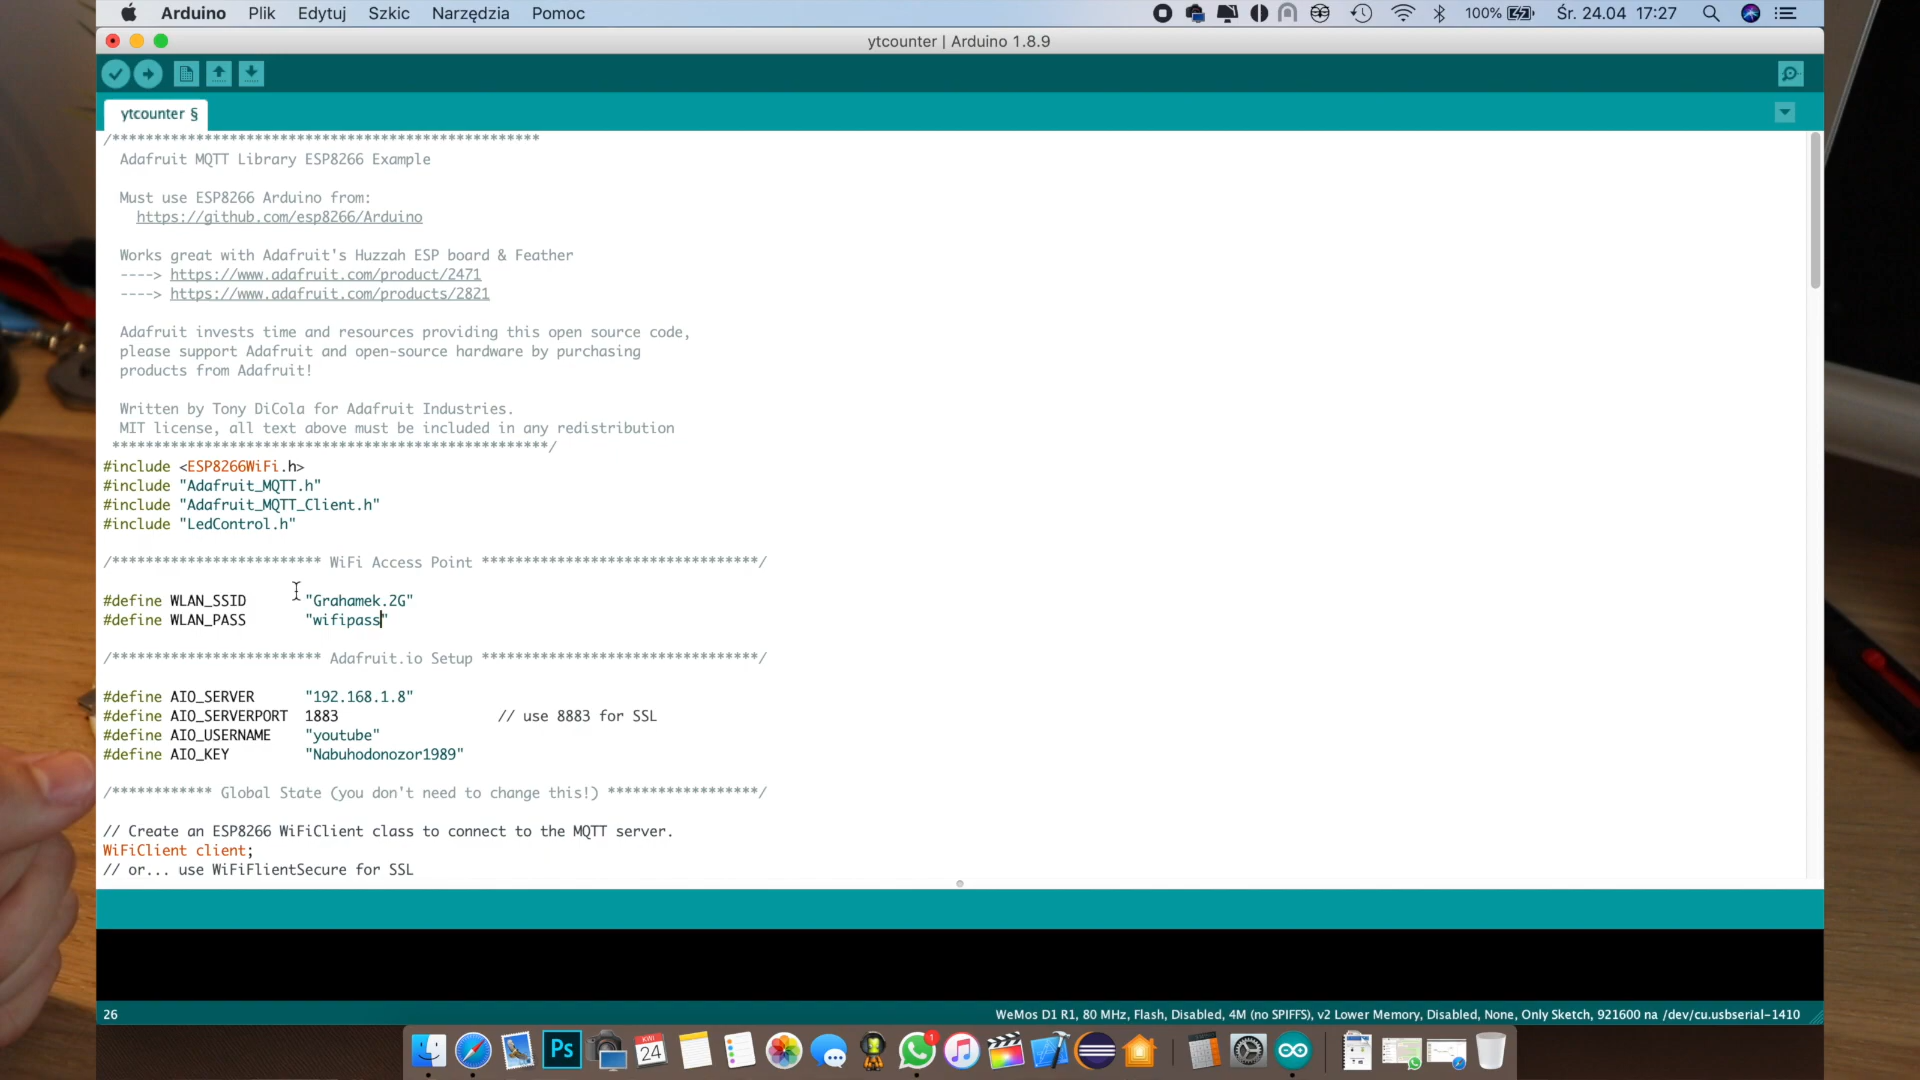 Arduino Plik Edytuj Szkic Narzędzia Pomoc 100% Śr. 24.04 17:27
ytcounter | Arduino 1.8.9
ytcounter §
/**************************************************
Adafruit MQTT Library ESP8266 Example
Must use ESP8266 Arduino from:
https://github.com/esp8266/Arduino
Works great with Adafruit's Huzzah ESP board & Feather
----> https://www.adafruit.com/product/2471
----> https://www.adafruit.com/products/2821
Adafruit invests time and resources providing this open source code,
please support Adafruit and open-source hardware by purchasing
products from Adafruit!
Written by Tony DiCola for Adafruit Industries.
MIT license, all text above must be included in any redistribution
****************************************************/
#include <ESP8266WiFi.h>
#include "Adafruit_MQTT.h"
#include "Adafruit_MQTT_Client.h"
#include "LedControl.h"
/************************* WiFi Access Point *********************************/
#define WLAN_SSID "Grahamek.2G"
#define WLAN_PASS "wifipass"
/************************* Adafruit.io Setup *********************************/
#define AIO_SERVER "192.168.1.8"
#define AIO_SERVERPORT 1883 // use 8883 for SSL
#define AIO_USERNAME "youtube"
#define AIO_KEY "Nabuhodonozor1989"
/************ Global State (you don't need to change this!) ******************/
// Create an ESP8266 WiFiClient class to connect to the MQTT server.
WiFiClient client;
// or... use WiFiFlientSecure for SSL
26 WeMos D1 R1, 80 MHz, Flash, Disabled, 4M (no SPIFFS), v2 Lower Memory, Disabled, None, Only Sketch, 921600 na /dev/cu.usbserial-1410
Ps KWI 24 1